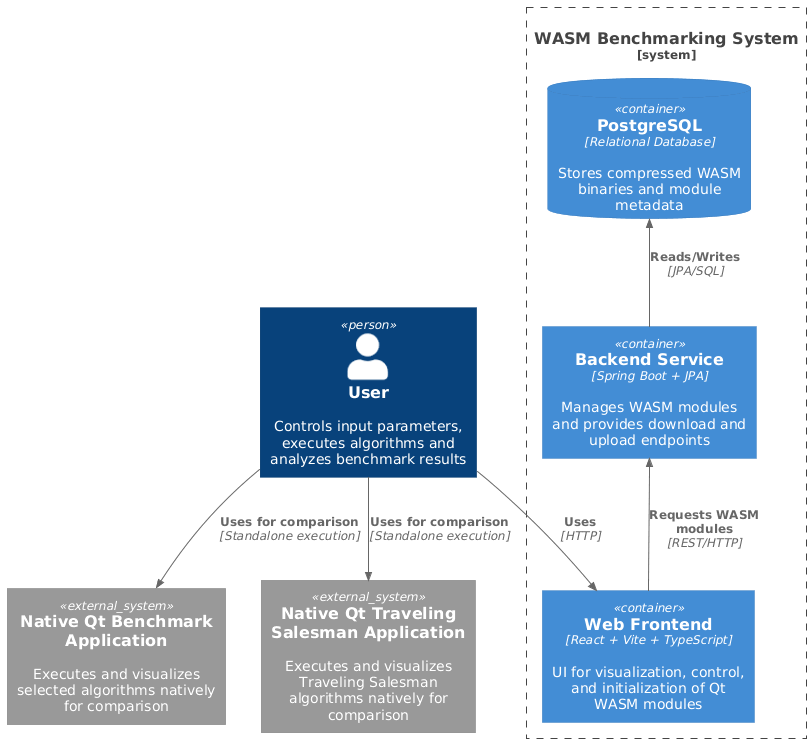 WASM Benchmarking System
[system]
«container»
PostgreSQL
[Relational Database]
Stores compressed WASM
binaries and module
metadata
Reads/Writes
[JPA/SQL]
«container»
Backend Service
[Spring Boot + JPA]
Manages WASM modules
and provides download and
upload endpoints
«person»
User
Controls input parameters,
executes algorithms and
analyzes benchmark results
Uses for comparison
[Standalone execution]
Uses for comparison
[Standalone execution]
Uses
[HTTP]
Requests WASM
modules
[REST/HTTP]
«external_system»
Native Qt Benchmark
Application
Executes and visualizes
selected algorithms natively
for comparison
«external_system»
Native Qt Traveling
Salesman Application
Executes and visualizes
Traveling Salesman
algorithms natively for
comparison
«container»
Web Frontend
[React + Vite + TypeScript]
UI for visualization, control,
and initialization of Qt
WASM modules